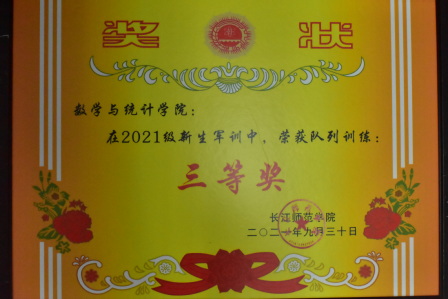 奖 状
数学与统计学院：
在2021级新生军训中，荣获队列训练：
三等奖
长江师范学院
二〇二一年九月三十日